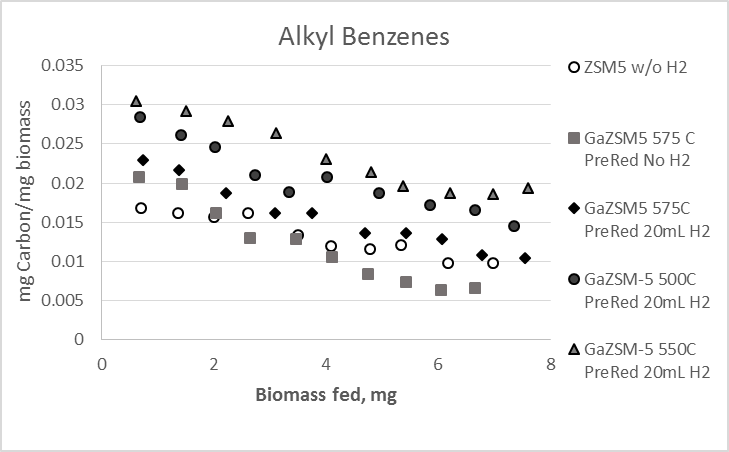 Alkyl Benzenes
mg Carbon/mg biomass
0.035
0.03
0.025
0.02
0.015
0.01
0.005
0
0
2
4
6
8
Biomass fed, mg
ZSM5 w/o H2
GaZSM5 575 C
PreRed No H2
GaZSM5 575C
PreRed 20mL H2
GaZSM-5 500C
PreRed 20mL H2
GaZSM-5 550C
PreRed 20mL H2